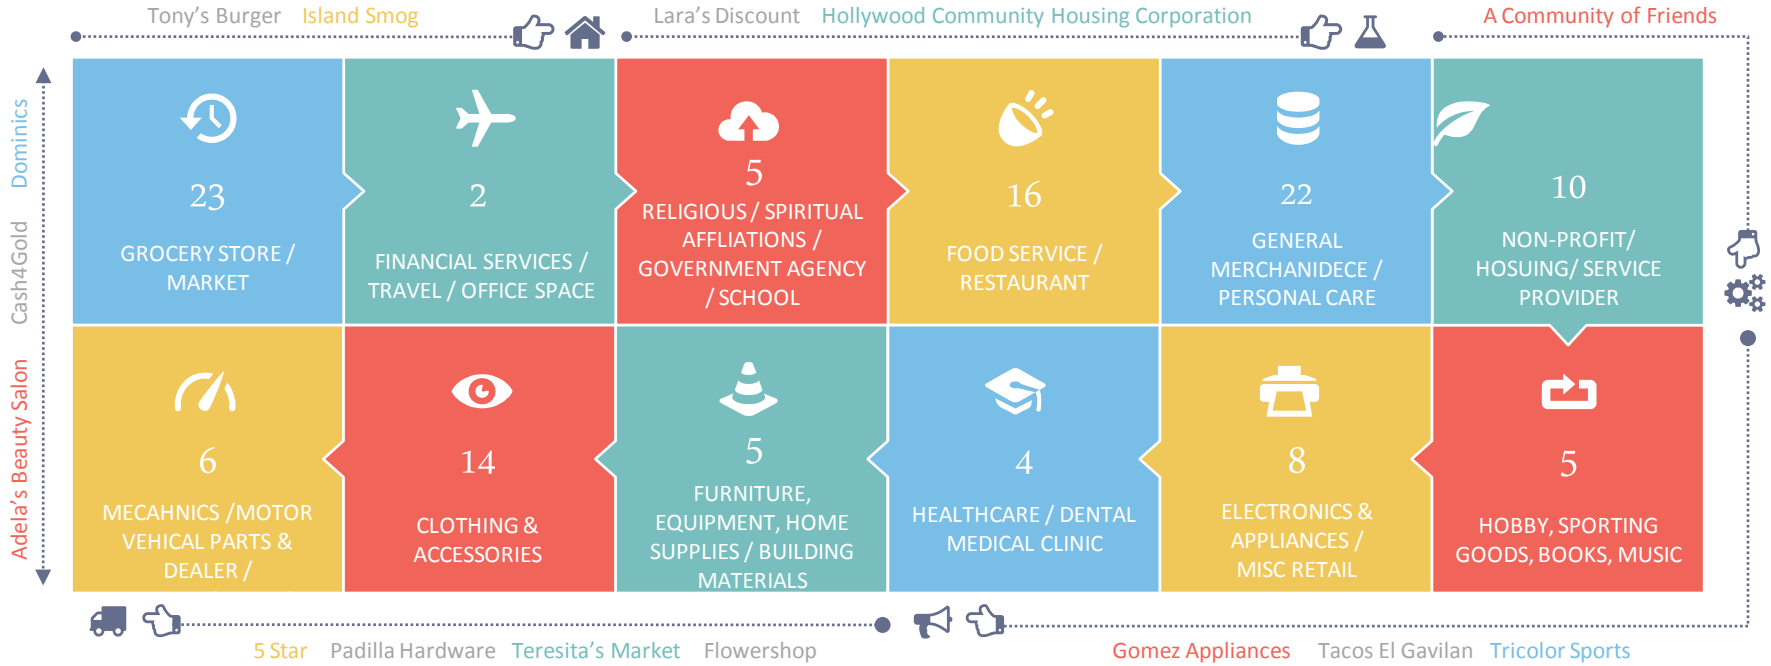 Tony's Burger Island Smog Lara's Discount Hollywood Community Housing Corporation A Community of Friends
Dominics
Cash4Gold
Adela's Beauty Salon
23
GROCERY STORE /
MARKET
2
FINANCIAL SERVICES /
TRAVEL / OFFICE SPACE
5
RELIGIOUS / SPIRITUAL
AFFLIATIONS /
GOVERNMENT AGENCY
/ SCHOOL
16
FOOD SERVICE /
RESTAURANT
22
GENERAL
MERCHANIDECE /
PERSONAL CARE
10
NON-PROFIT/
HOSUING/ SERVICE
PROVIDER
6
MECAHNICS /MOTOR
VEHICAL PARTS &
DEALER /
14
CLOTHING &
ACCESSORIES
5
FURNITURE,
EQUIPMENT, HOME
SUPPLIES / BUILDING
MATERIALS
4
HEALTHCARE / DENTAL
MEDICAL CLINIC
8
ELECTRONICS &
APPLIANCES /
MISC RETAIL
5
HOBBY, SPORTING
GOODS, BOOKS, MUSIC
5 Star Padilla Hardware Teresita's Market Flowershop Gomez Appliances Tacos El Gavilan Tricolor Sports